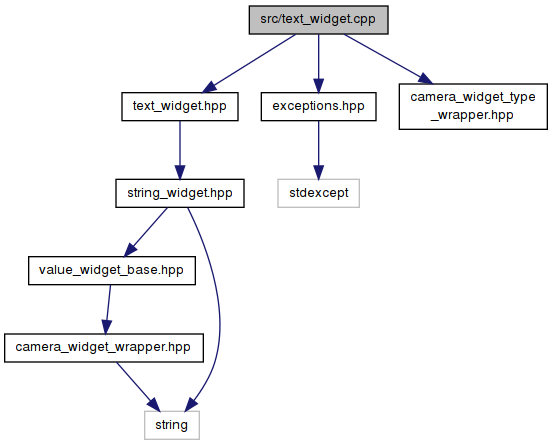 src/text_widget.cpp
text_widget.hpp
exceptions.hpp
camera_widget_type
_wrapper.hpp
string_widget.hpp
stdexcept
value_widget_base.hpp
camera_widget_wrapper.hpp
string